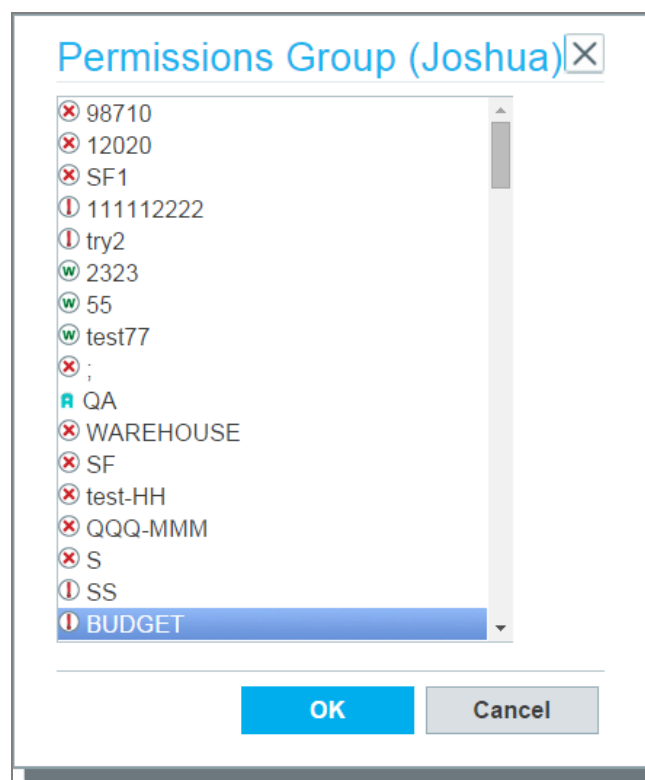 Permissions Group (Joshua)
98710
12020
SF1
111112222
try2
W 2323
W 55
W test77
;
A QA
WAREHOUSE
SF
test-HH
QQQ-MMM
S
SS
BUDGET
OK Cancel